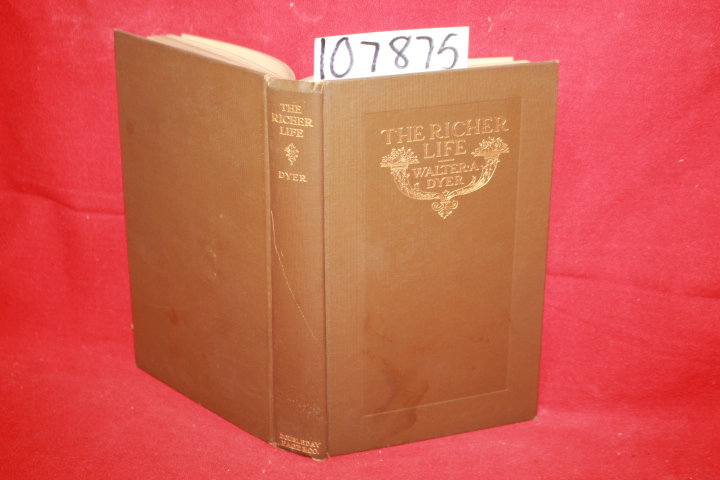 107875
THE
RICHER
LIFE
DYER
DOUBLEDAY
PAGE & CO.
THE RICHER
LIFE
WALTER·A
DYER